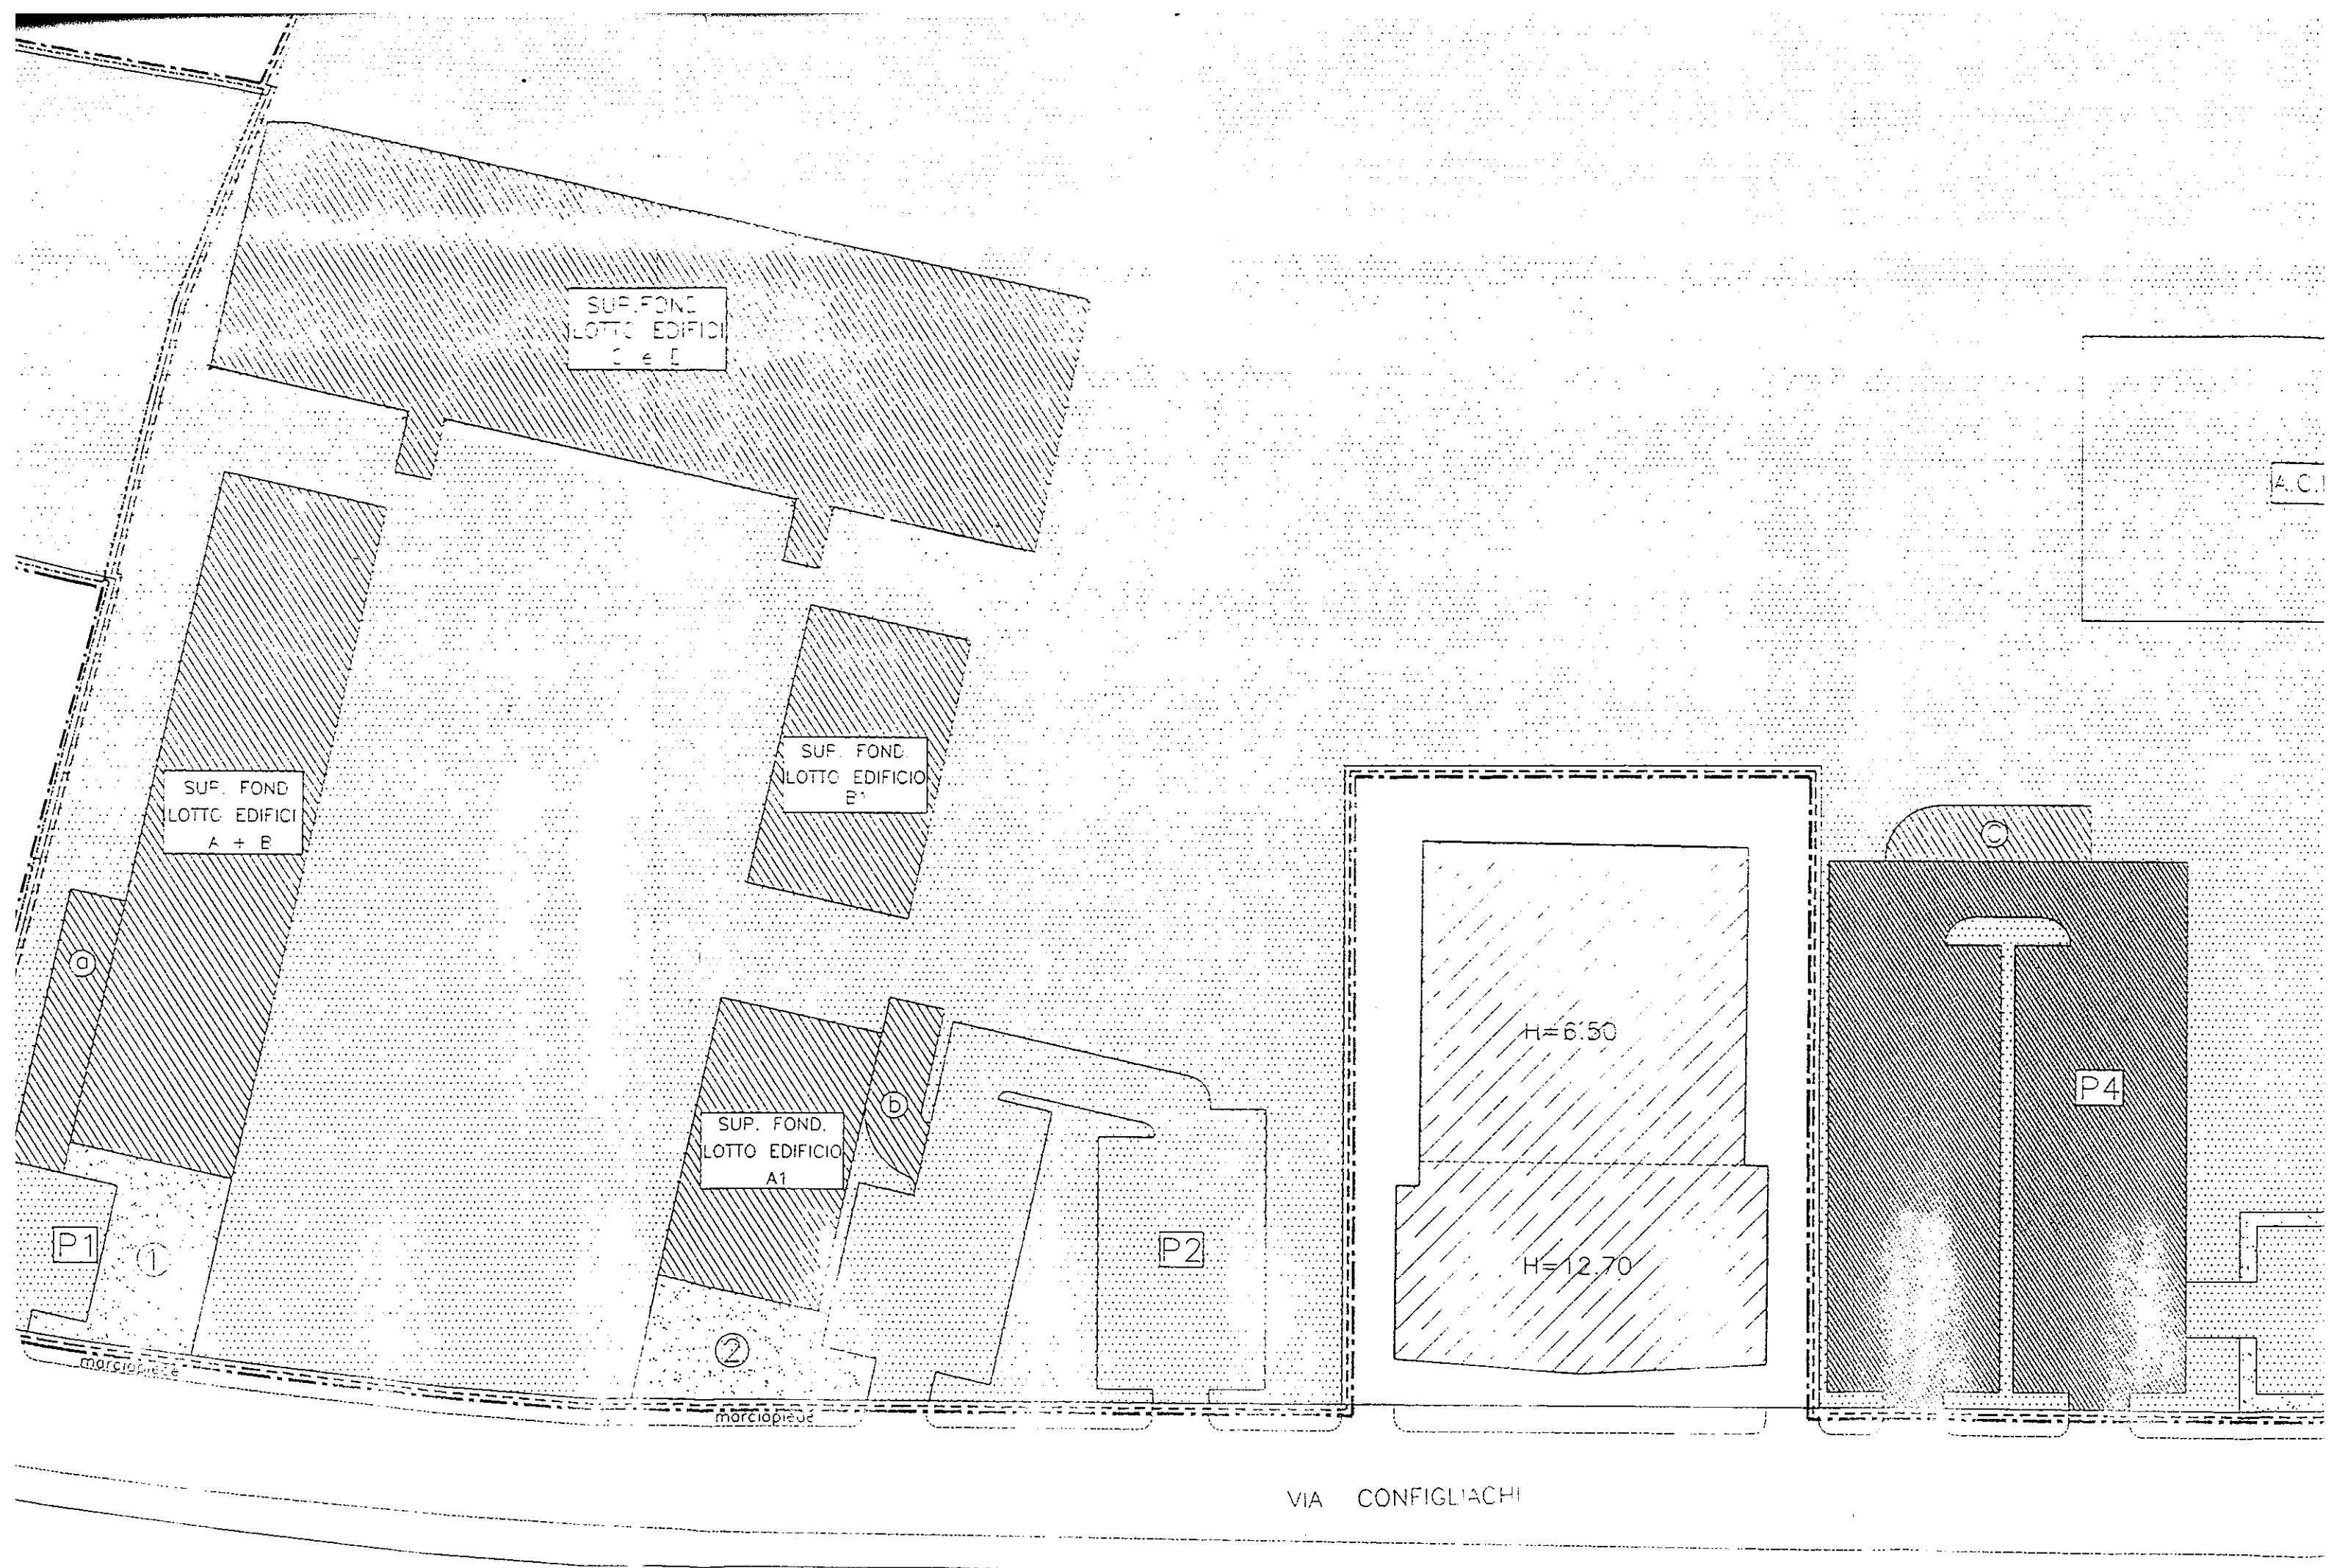 SUP. FOND
LOTTO EDIFICI
C e D
A.C.
SUP. FOND
LOTTO EDIFICIO
B1
SUP. FOND
LOTTO EDIFICI
A + B
c
a
H=6.50
P4
b
SUP. FOND.
LOTTO EDIFICIO
A1
P1
1
P2
H=12.70
2
marciapiede
marciapiede
VIA CONFIGLIACHI